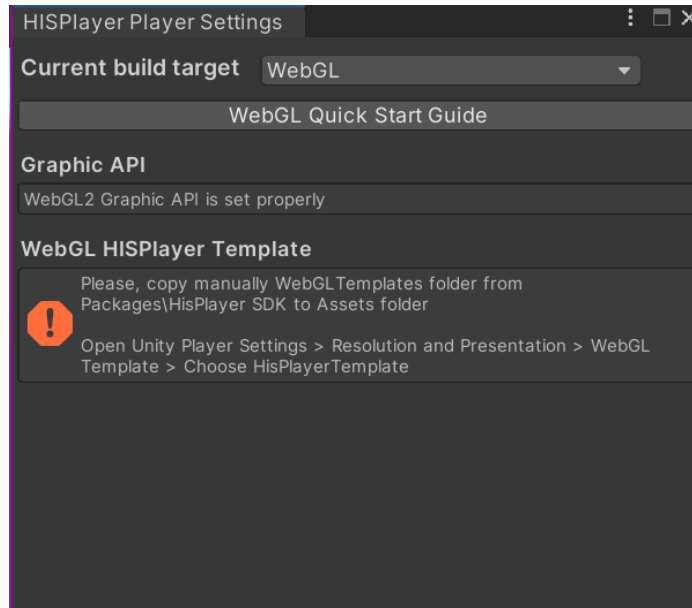 HISPlayer Player Settings
Current build target WebGL
WebGL Quick Start Guide
Graphic API
WebGL2 Graphic API is set properly
WebGL HISPlayer Template
Please, copy manually WebGLTemplates folder from
Packages\HisPlayer SDK to Assets folder
Open Unity Player Settings > Resolution and Presentation > WebGL
Template > Choose HisPlayerTemplate